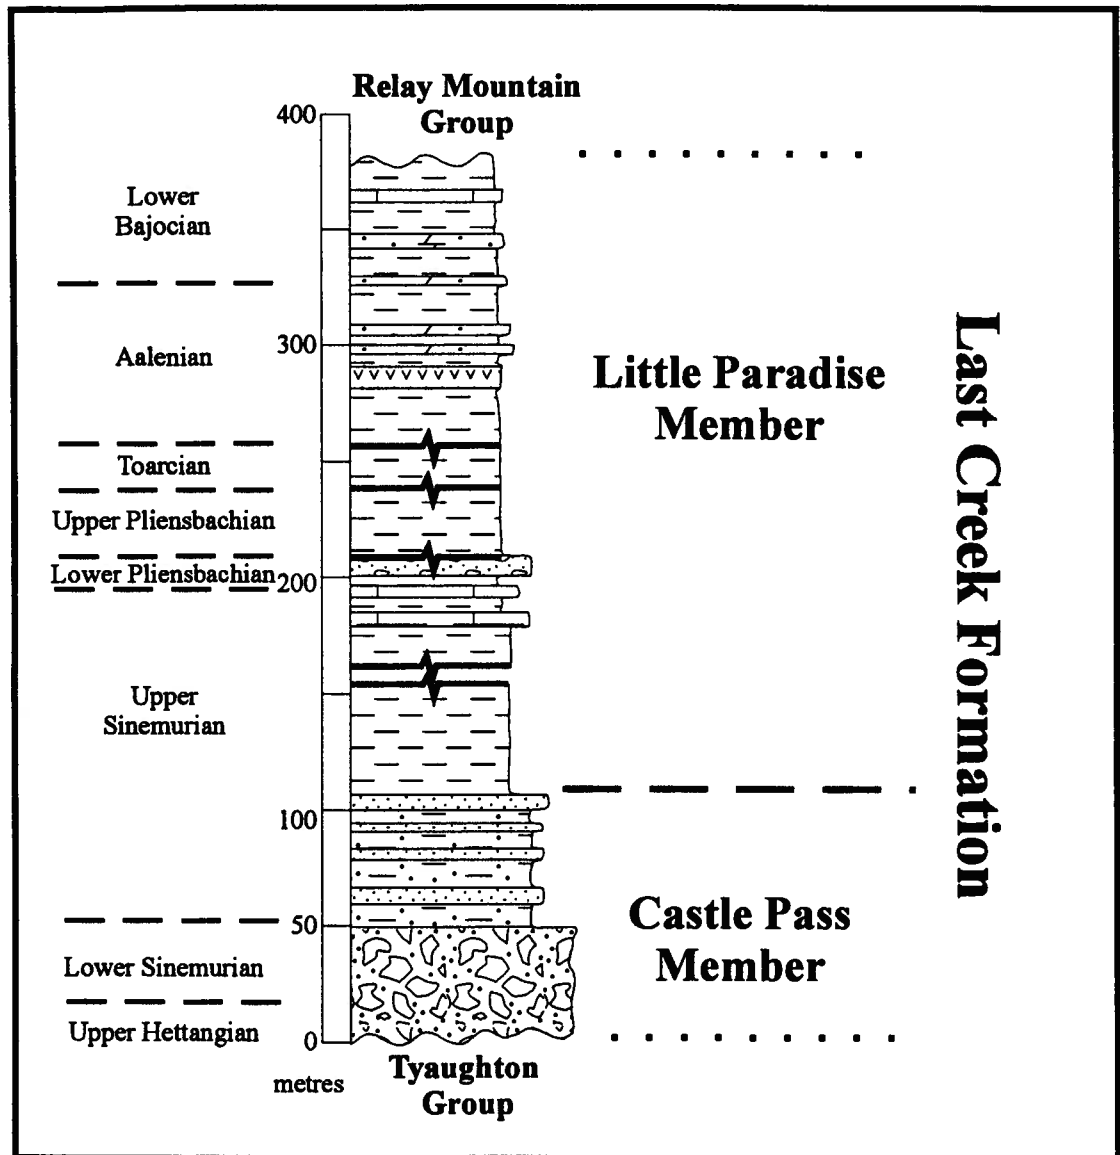 Relay Mountain
Group
400
Lower
Bajocian
300
Aalenian
Little Paradise
Member
Toarcian
Upper Pliensbachian
Lower Pliensbachian
200
Upper
Sinemurian
100
Castle Pass
Member
50
Lower Sinemurian
Upper Hettangian
0
metres
Tyaughton
Group
Last Creek Formation